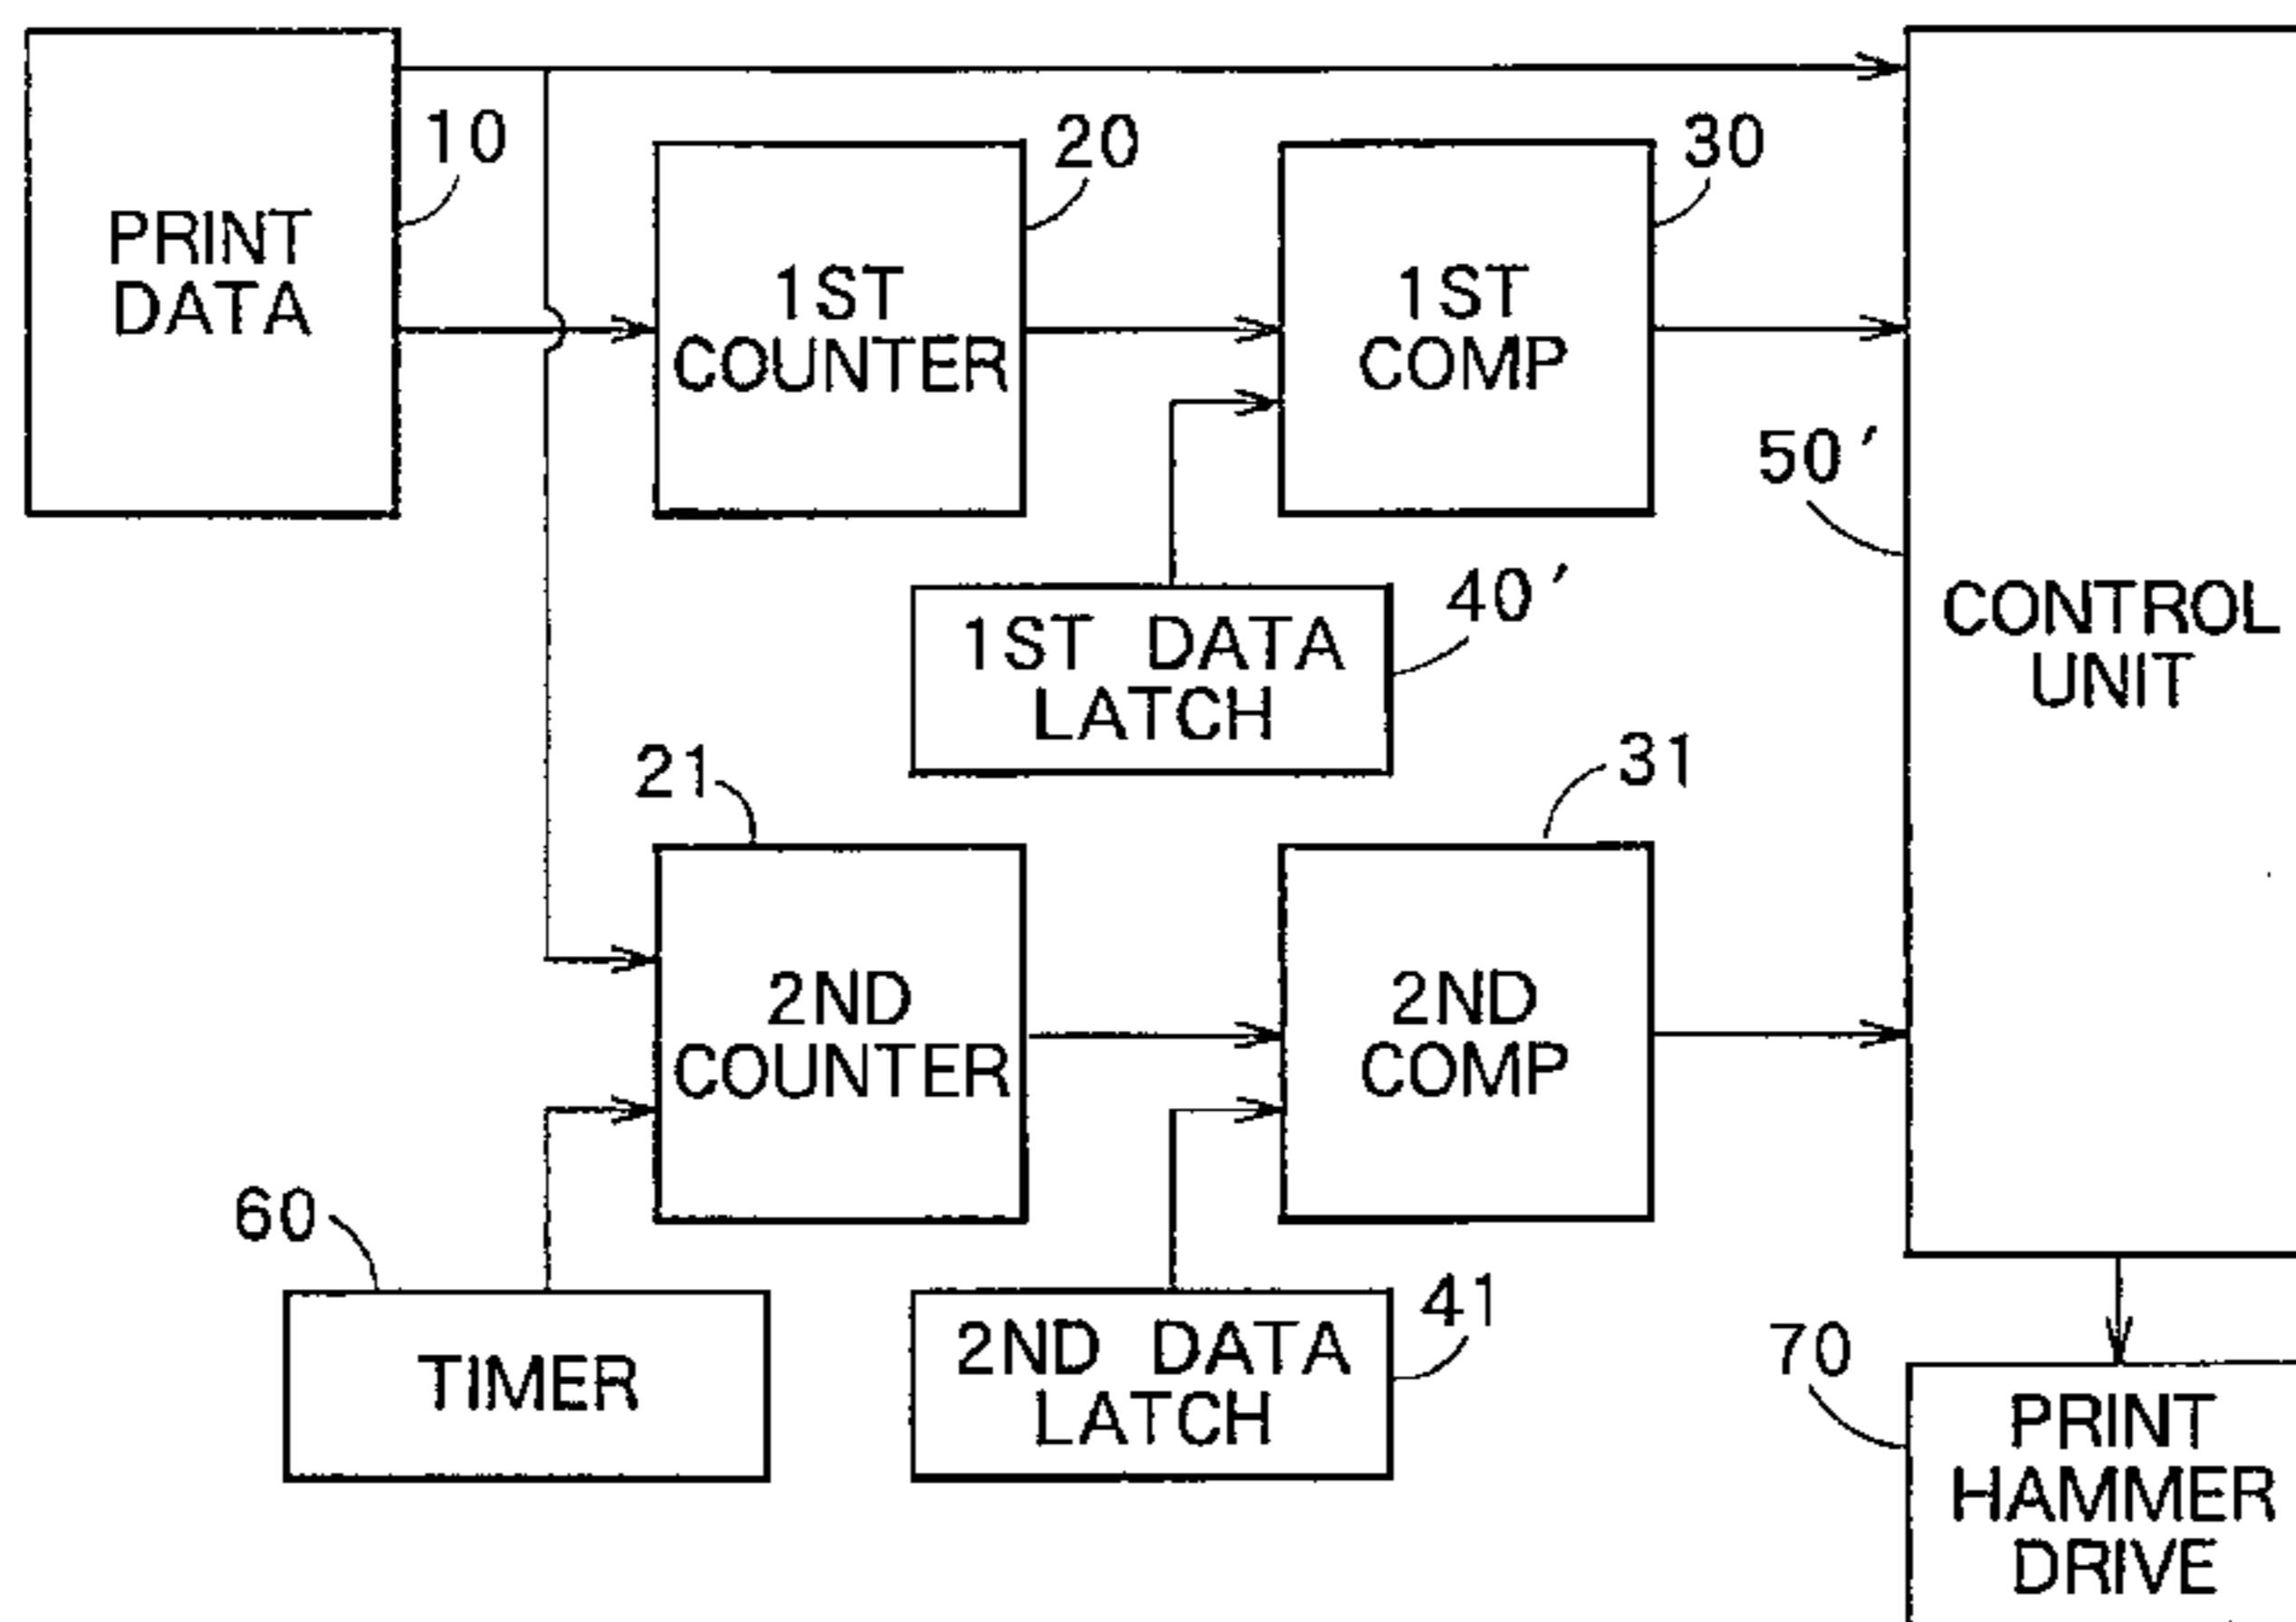 10
PRINT
DATA
20
1ST
COUNTER
30
1ST
COMP
50'
CONTROL
UNIT
40'
1ST DATA
LATCH
21
2ND
COUNTER
31
2ND
COMP
60
TIMER
41
2ND DATA
LATCH
70
PRINT
HAMMER
DRIVE